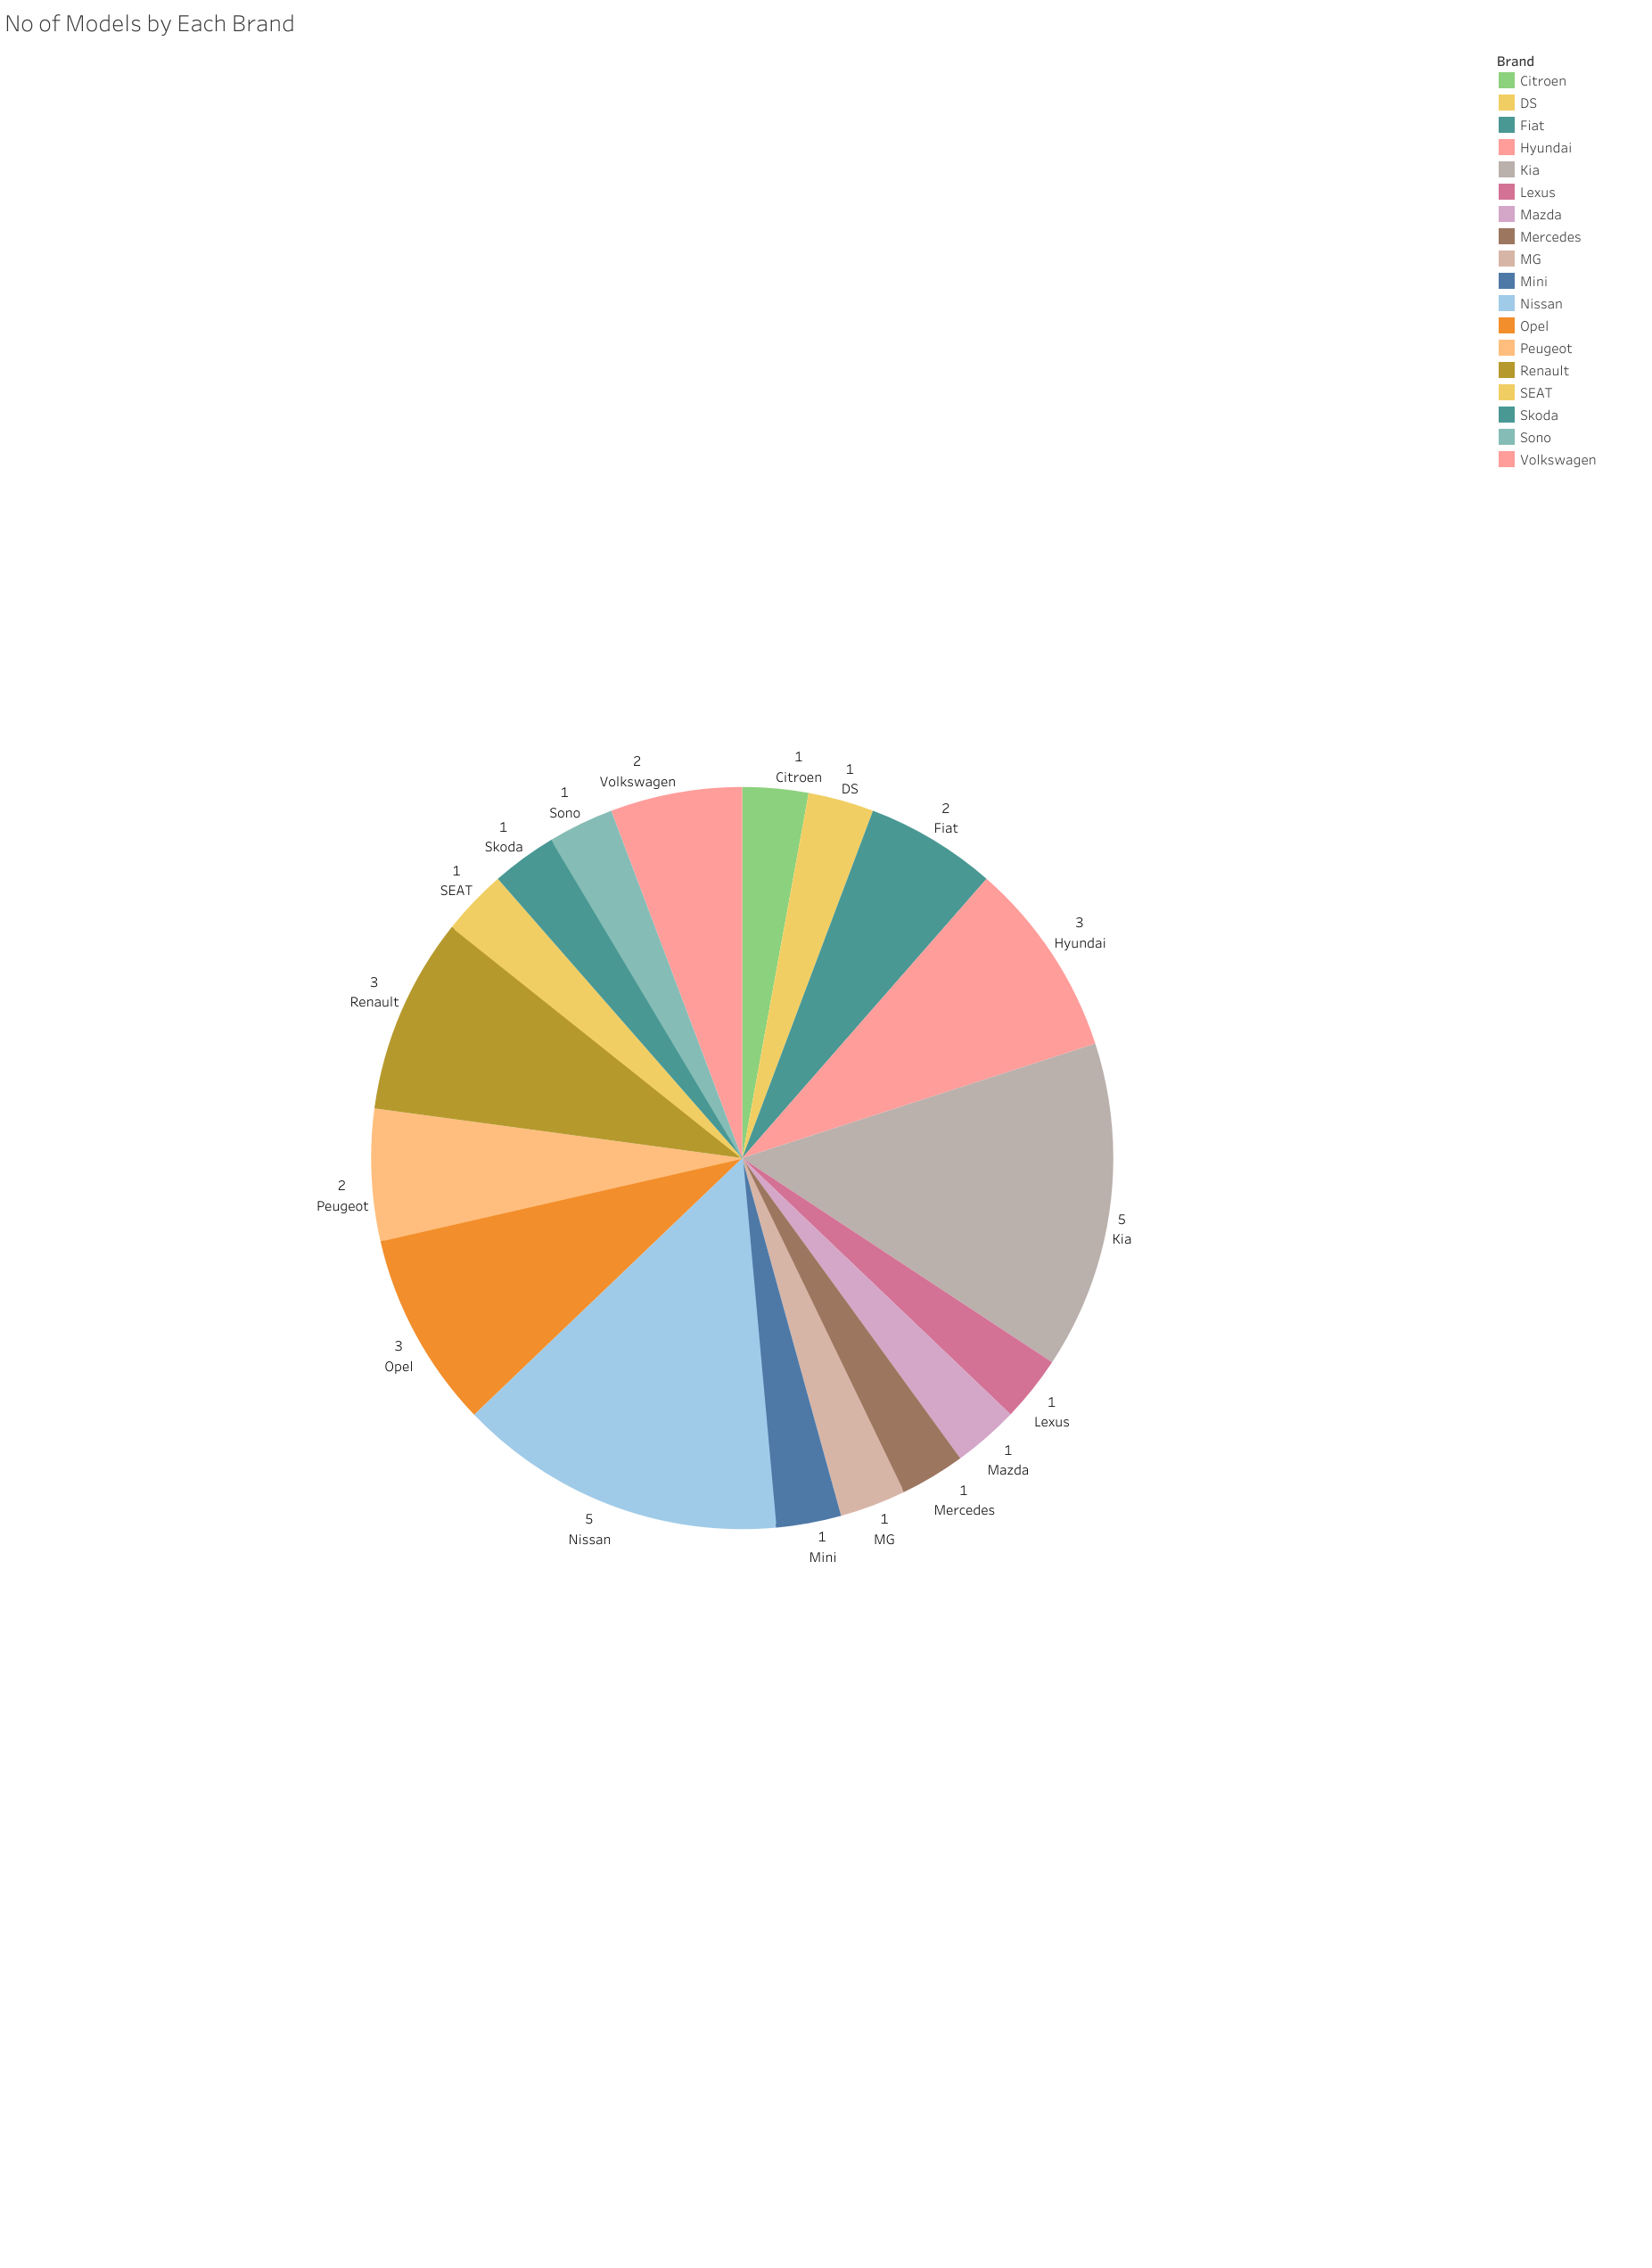 No of Models by Each Brand
Brand
Citroen
DS
Fiat
Hyundai
Kia
Lexus
Mazda
Mercedes
MG
Mini
Nissan
Opel
Peugeot
Renault
SEAT
Skoda
Sono
Volkswagen
1
Citroen
1
DS
2
Fiat
3
Hyundai
5
Kia
1
Lexus
1
Mazda
1
Mercedes
1
MG
1
Mini
5
Nissan
3
Opel
2
Peugeot
3
Renault
1
SEAT
1
Skoda
1
Sono
2
Volkswagen